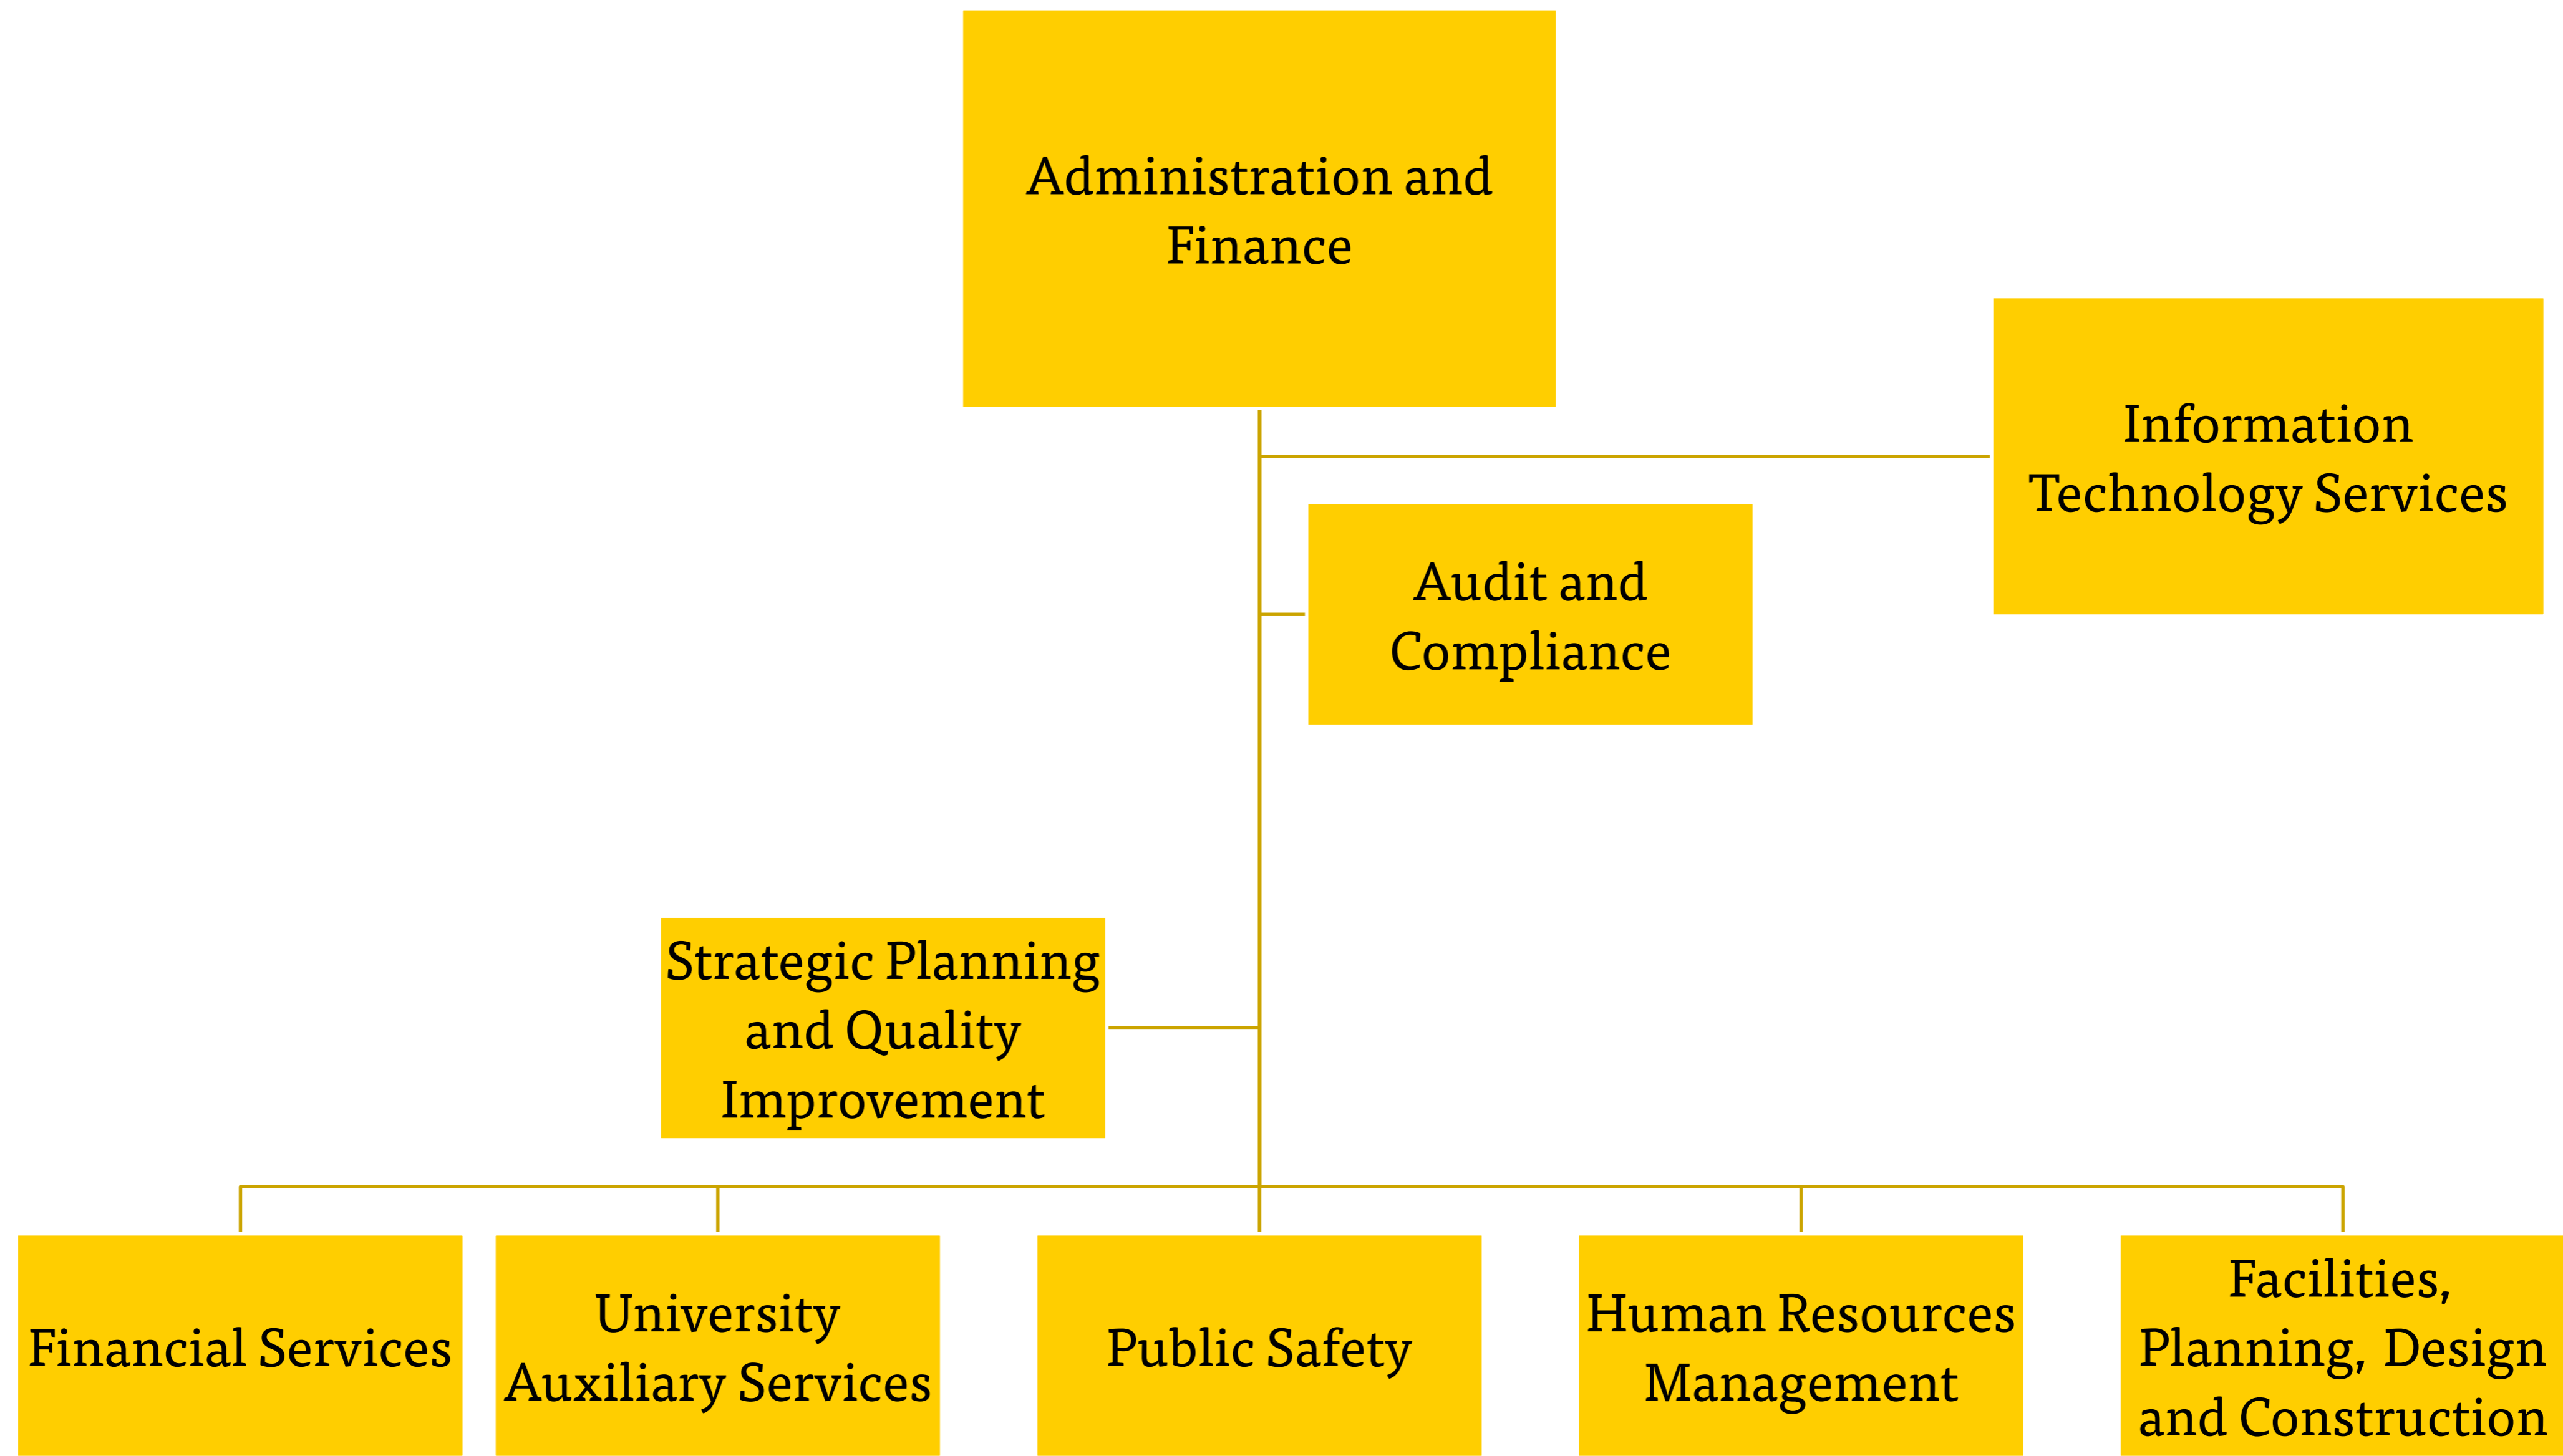 Administration and
Finance
Information
Technology Services
Audit and
Compliance
Strategic Planning
and Quality
Improvement
Financial Services
University
Auxiliary Services
Public Safety
Human Resources
Management
Facilities,
Planning, Design
and Construction